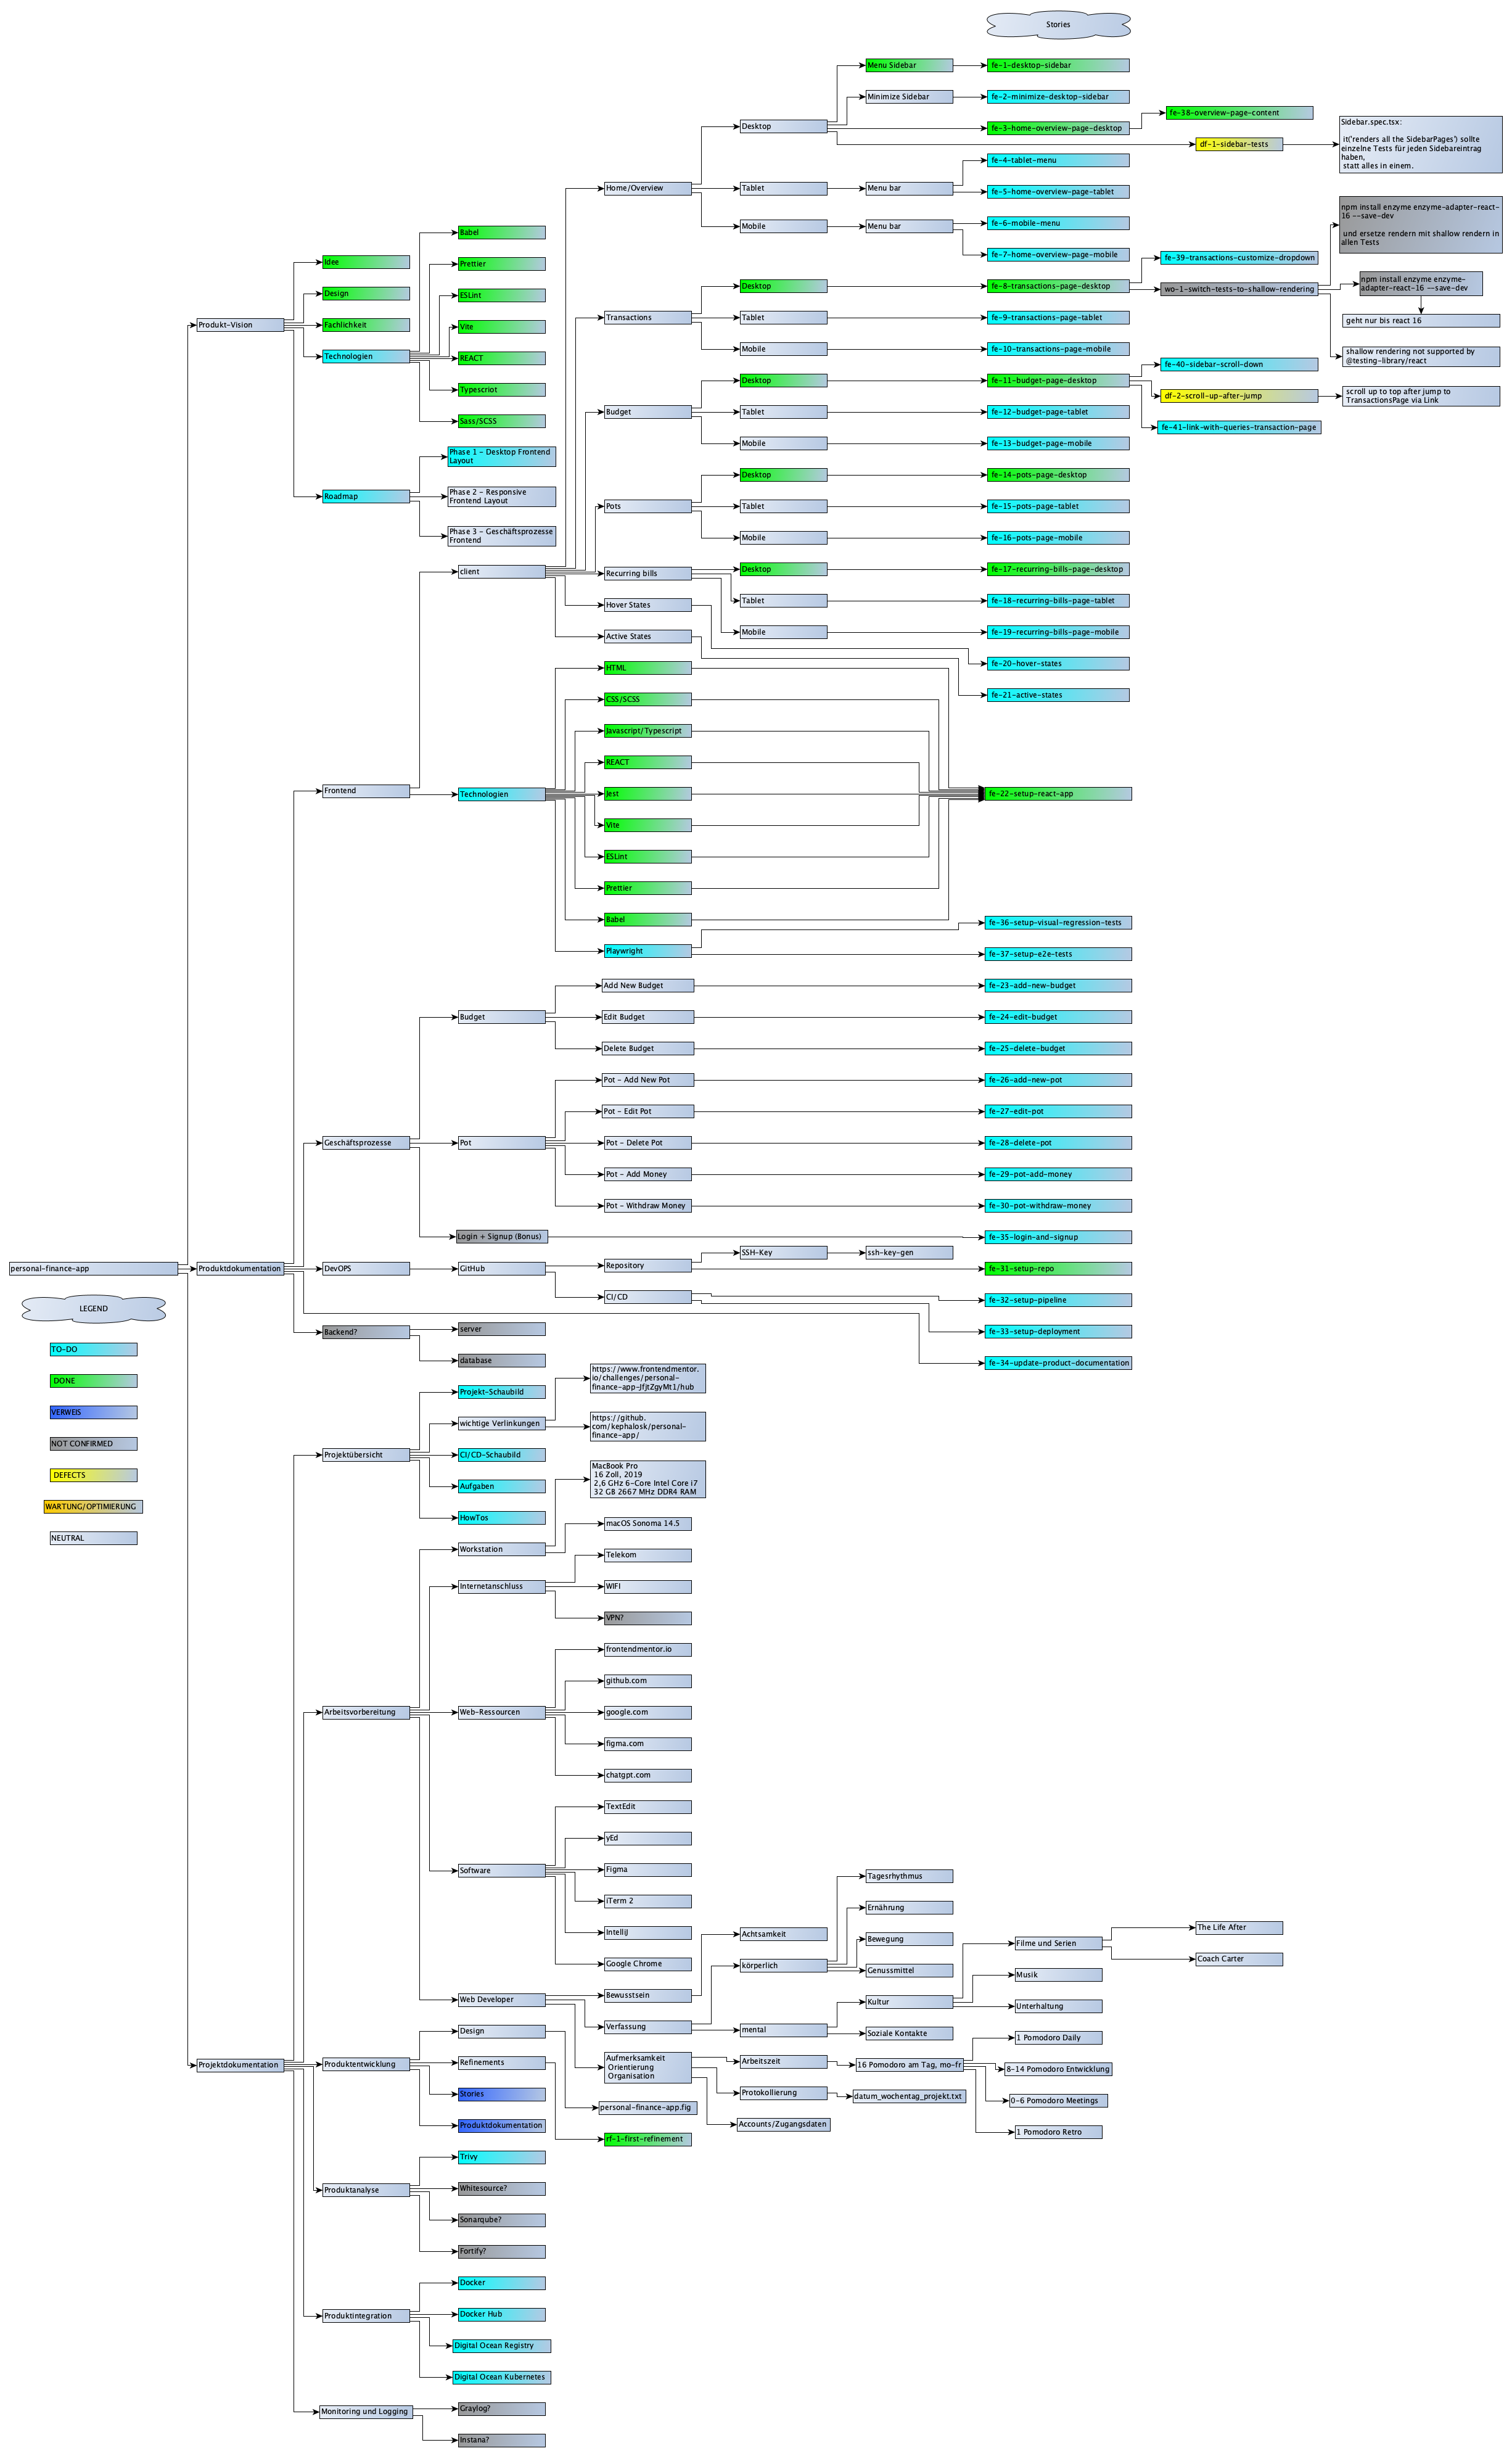 Stories
Menu Sidebar
fe-1-desktop-sidebar
Minimize Sidebar
fe-2-minimize-desktop-sidebar
fe-38-overview-page-content
Desktop
fe-3-home-overview-page-desktop
df-1-sidebar-tests
Sidebar.spec.tsx:
it('renders all the SidebarPages') sollte
einzelne Tests für jeden Sidebareintrag
haben,
statt alles in einem.
fe-4-tablet-menu
Home/Overview
Tablet
Menu bar
fe-5-home-overview-page-tablet
Mobile
Menu bar
fe-6-mobile-menu
fe-7-home-overview-page-mobile
npm install enzyme enzyme-adapter-react-
16 --save-dev
und ersetze rendern mit shallow rendern in
allen Tests
Babel
Idee
Prettier
fe-39-transactions-customize-dropdown
Design
ESLint
Desktop
fe-8-transactions-page-desktop
wo-1-switch-tests-to-shallow-rendering
npm install enzyme enzyme-
adapter-react-16 --save-dev
Produkt-Vision
Fachlichkeit
Vite
Transactions
Tablet
fe-9-transactions-page-tablet
geht nur bis react 16
Technologien
REACT
Mobile
fe-10-transactions-page-mobile
shallow rendering not supported by
@testing-library/react
fe-40-sidebar-scroll-down
Typescriot
Desktop
fe-11-budget-page-desktop
df-2-scroll-up-after-jump
scroll up to top after jump to
TransactionsPage via Link
Sass/SCSS
Budget
Tablet
fe-12-budget-page-tablet
fe-41-link-with-queries-transaction-page
Mobile
fe-13-budget-page-mobile
Phase 1 - Desktop Frontend
Layout
Desktop
fe-14-pots-page-desktop
Roadmap
Phase 2 - Responsive
Frontend Layout
Pots
Tablet
fe-15-pots-page-tablet
Phase 3 - Geschäftsprozesse
Frontend
Mobile
fe-16-pots-page-mobile
client
Recurring bills
Desktop
fe-17-recurring-bills-page-desktop
Hover States
Tablet
fe-18-recurring-bills-page-tablet
Active States
Mobile
fe-19-recurring-bills-page-mobile
fe-20-hover-states
HTML
fe-21-active-states
CSS/SCSS
Javascript/Typescript
REACT
Frontend
Technologien
Jest
fe-22-setup-react-app
Vite
ESLint
Prettier
Babel
fe-36-setup-visual-regression-tests
Playwright
fe-37-setup-e2e-tests
Add New Budget
fe-23-add-new-budget
Budget
Edit Budget
fe-24-edit-budget
Delete Budget
fe-25-delete-budget
Pot - Add New Pot
fe-26-add-new-pot
Pot - Edit Pot
fe-27-edit-pot
Geschäftsprozesse
Pot
Pot - Delete Pot
fe-28-delete-pot
Pot - Add Money
fe-29-pot-add-money
Pot - Withdraw Money
fe-30-pot-withdraw-money
Login + Signup (Bonus)
fe-35-login-and-signup
SSH-Key
ssh-key-gen
personal-finance-app
Produktdokumentation
DevOPS
GitHub
Repository
fe-31-setup-repo
CI/CD
fe-32-setup-pipeline
LEGEND
Backend?
server
fe-33-setup-deployment
TO-DO
database
fe-34-update-product-documentation
DONE
Projekt-Schaubild
https://www.frontendmentor.
io/challenges/personal-
finance-app-JfjtZgyMt1/hub
VERWEIS
wichtige Verlinkungen
https://github.
com/kephalosk/personal-
finance-app/
NOT CONFIRMED
Projektübersicht
CI/CD-Schaubild
DEFECTS
Aufgaben
MacBook Pro
16 Zoll, 2019
2,6 GHz 6-Core Intel Core i7
32 GB 2667 MHz DDR4 RAM
WARTUNG/OPTIMIERUNG
HowTos
macOS Sonoma 14.5
NEUTRAL
Workstation
Telekom
Internetanschluss
WIFI
VPN?
frontendmentor.io
github.com
Arbeitsvorbereitung
Web-Ressourcen
google.com
figma.com
chatgpt.com
TextEdit
yEd
Software
Figma
Tagesrhythmus
iTerm 2
Ernährung
IntelliJ
Achtsamkeit
Bewegung
Filme und Serien
The Life After
Google Chrome
körperlich
Genussmittel
Coach Carter
Musik
Web Developer
Bewusstsein
Kultur
Unterhaltung
Verfassung
mental
Soziale Kontakte
Design
1 Pomodoro Daily
Projektdokumentation
Produktentwicklung
Refinements
Aufmerksamkeit
Orientierung
Organisation
Arbeitszeit
16 Pomodoro am Tag, mo-fr
8-14 Pomodoro Entwicklung
Stories
Protokollierung
datum_wochentag_projekt.txt
0-6 Pomodoro Meetings
personal-finance-app.fig
Produktdokumentation
Accounts/Zugangsdaten
1 Pomodoro Retro
rf-1-first-refinement
Trivy
Produktanalyse
Whitesource?
Sonarqube?
Fortify?
Docker
Produktintegration
Docker Hub
Digital Ocean Registry
Digital Ocean Kubernetes
Monitoring und Logging
Graylog?
Instana?